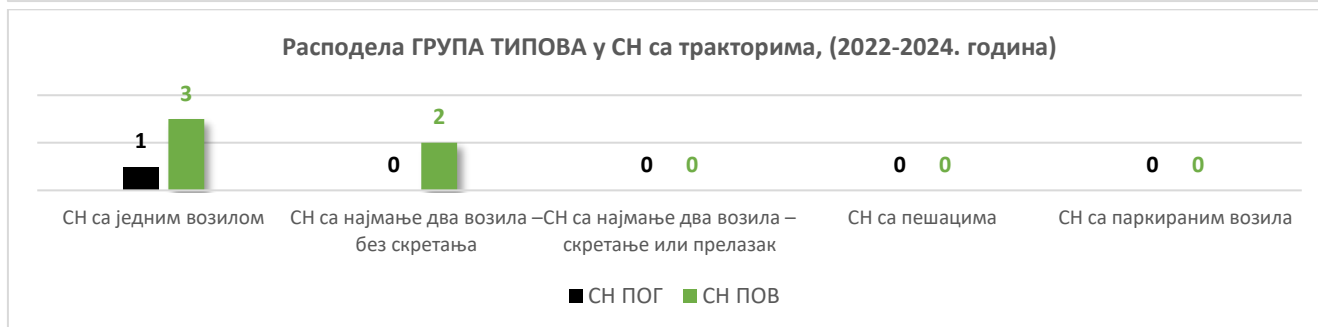 Расподела ГРУПА ТИПОВА у СН са тракторима, (2022-2024. година)
3
1
2
0
0 0
0 0
0 0
СН са једним возилом
СН са најмање два возила –
без скретања
СН са најмање два возила –
скретање или прелазак
СН са пешацима
СН са паркираним возила
СН ПОГ СН ПОВ